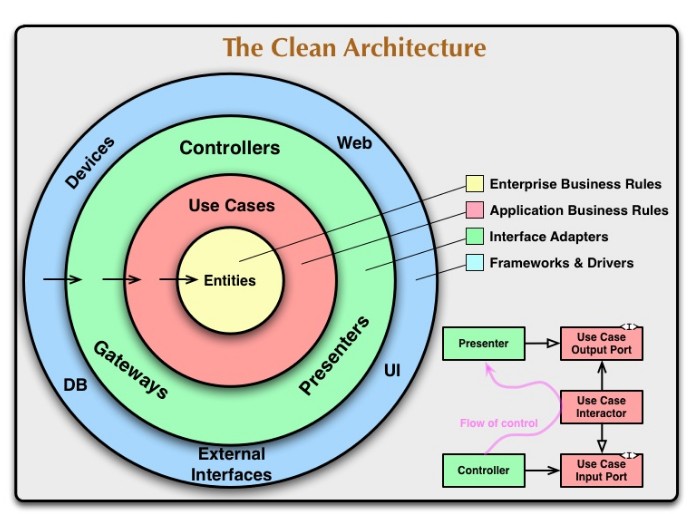 The Clean Architecture
Devices
Web
Controllers
Use Cases
Entities
Gateways
Presenters
DB
UI
External
Interfaces
Enterprise Business Rules
Application Business Rules
Interface Adapters
Frameworks & Drivers
Presenter
<I>
Use Case
Output Port
Use Case
Interactor
Flow of control
Controller
<I>
Use Case
Input Port